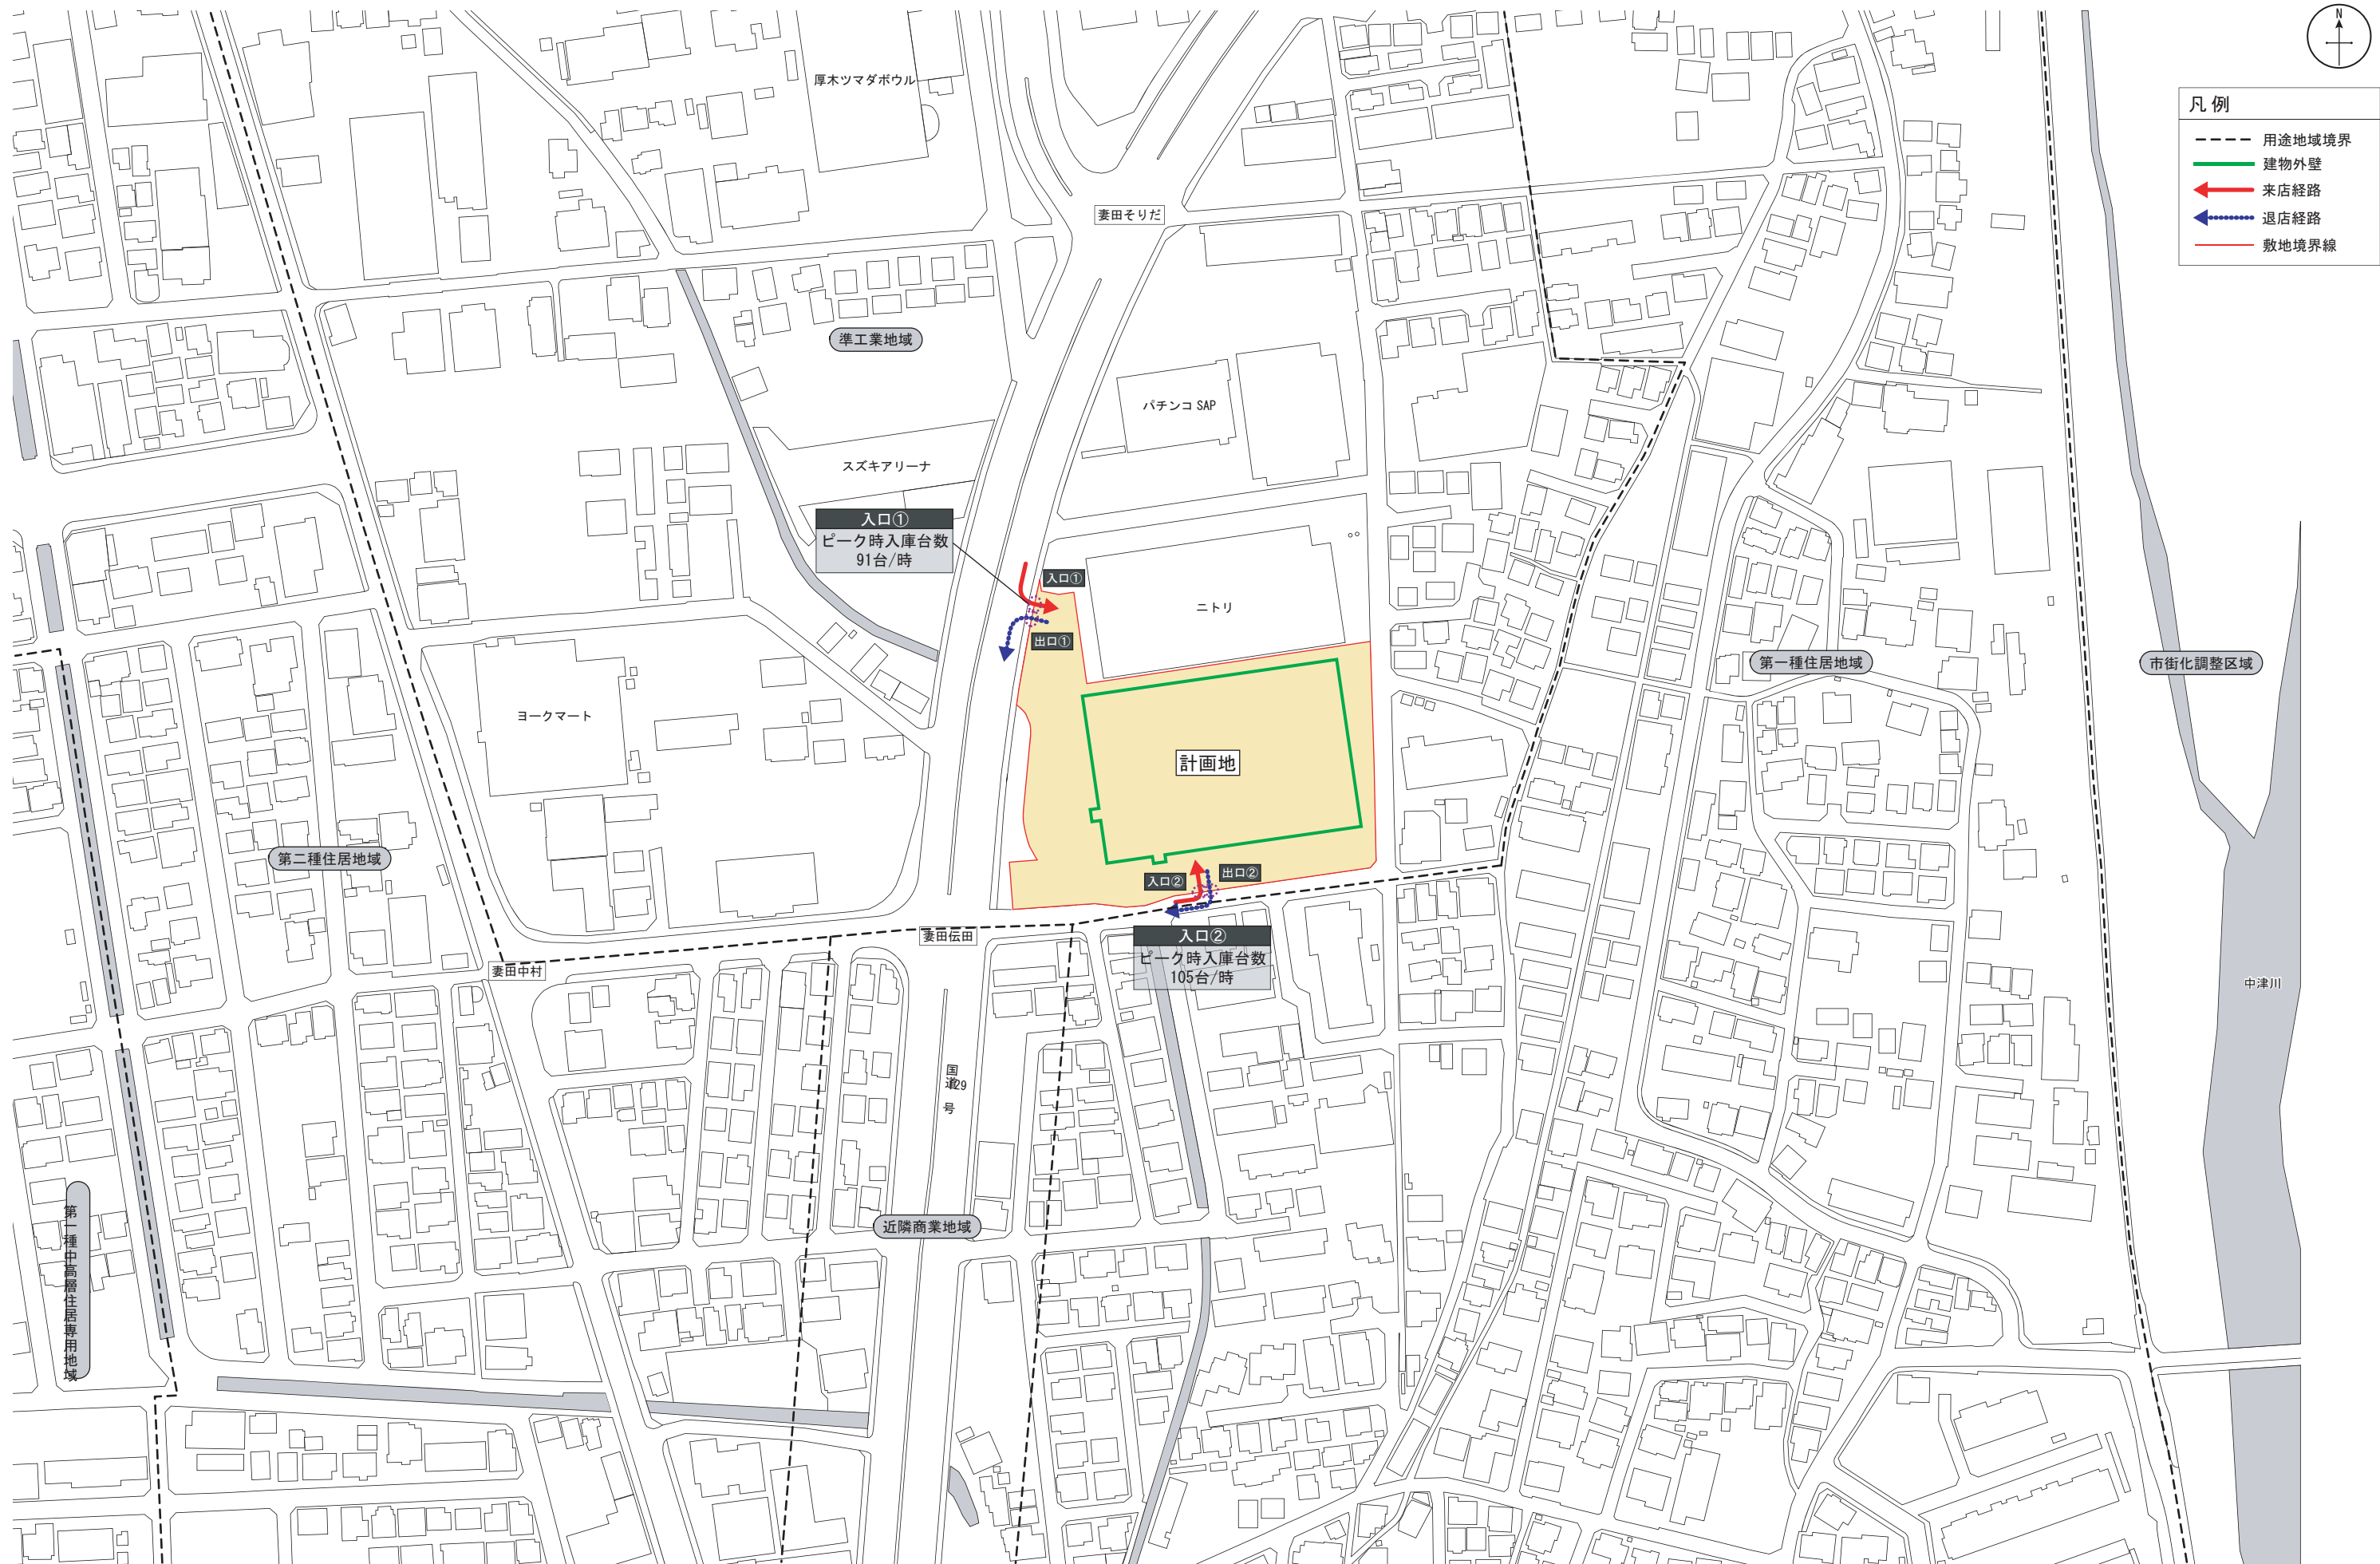 N
凡例
用途地域境界
建物外壁
来店経路
退店経路
敷地境界線
厚木ツマダボウル
妻田そりだ
準工業地域
パチンコ SAP
スズキアリーナ
入口①
ピーク時入庫台数
91台/時
入口①
出口①
ニトリ
第一種住居地域
市街化調整区域
ヨークマート
計画地
第二種住居地域
入口②
出口②
妻田伝田
入口②
ピーク時入庫台数
105台/時
妻田中村
中津川
国道129号
近隣商業地域
第一種中高層住居専用地域